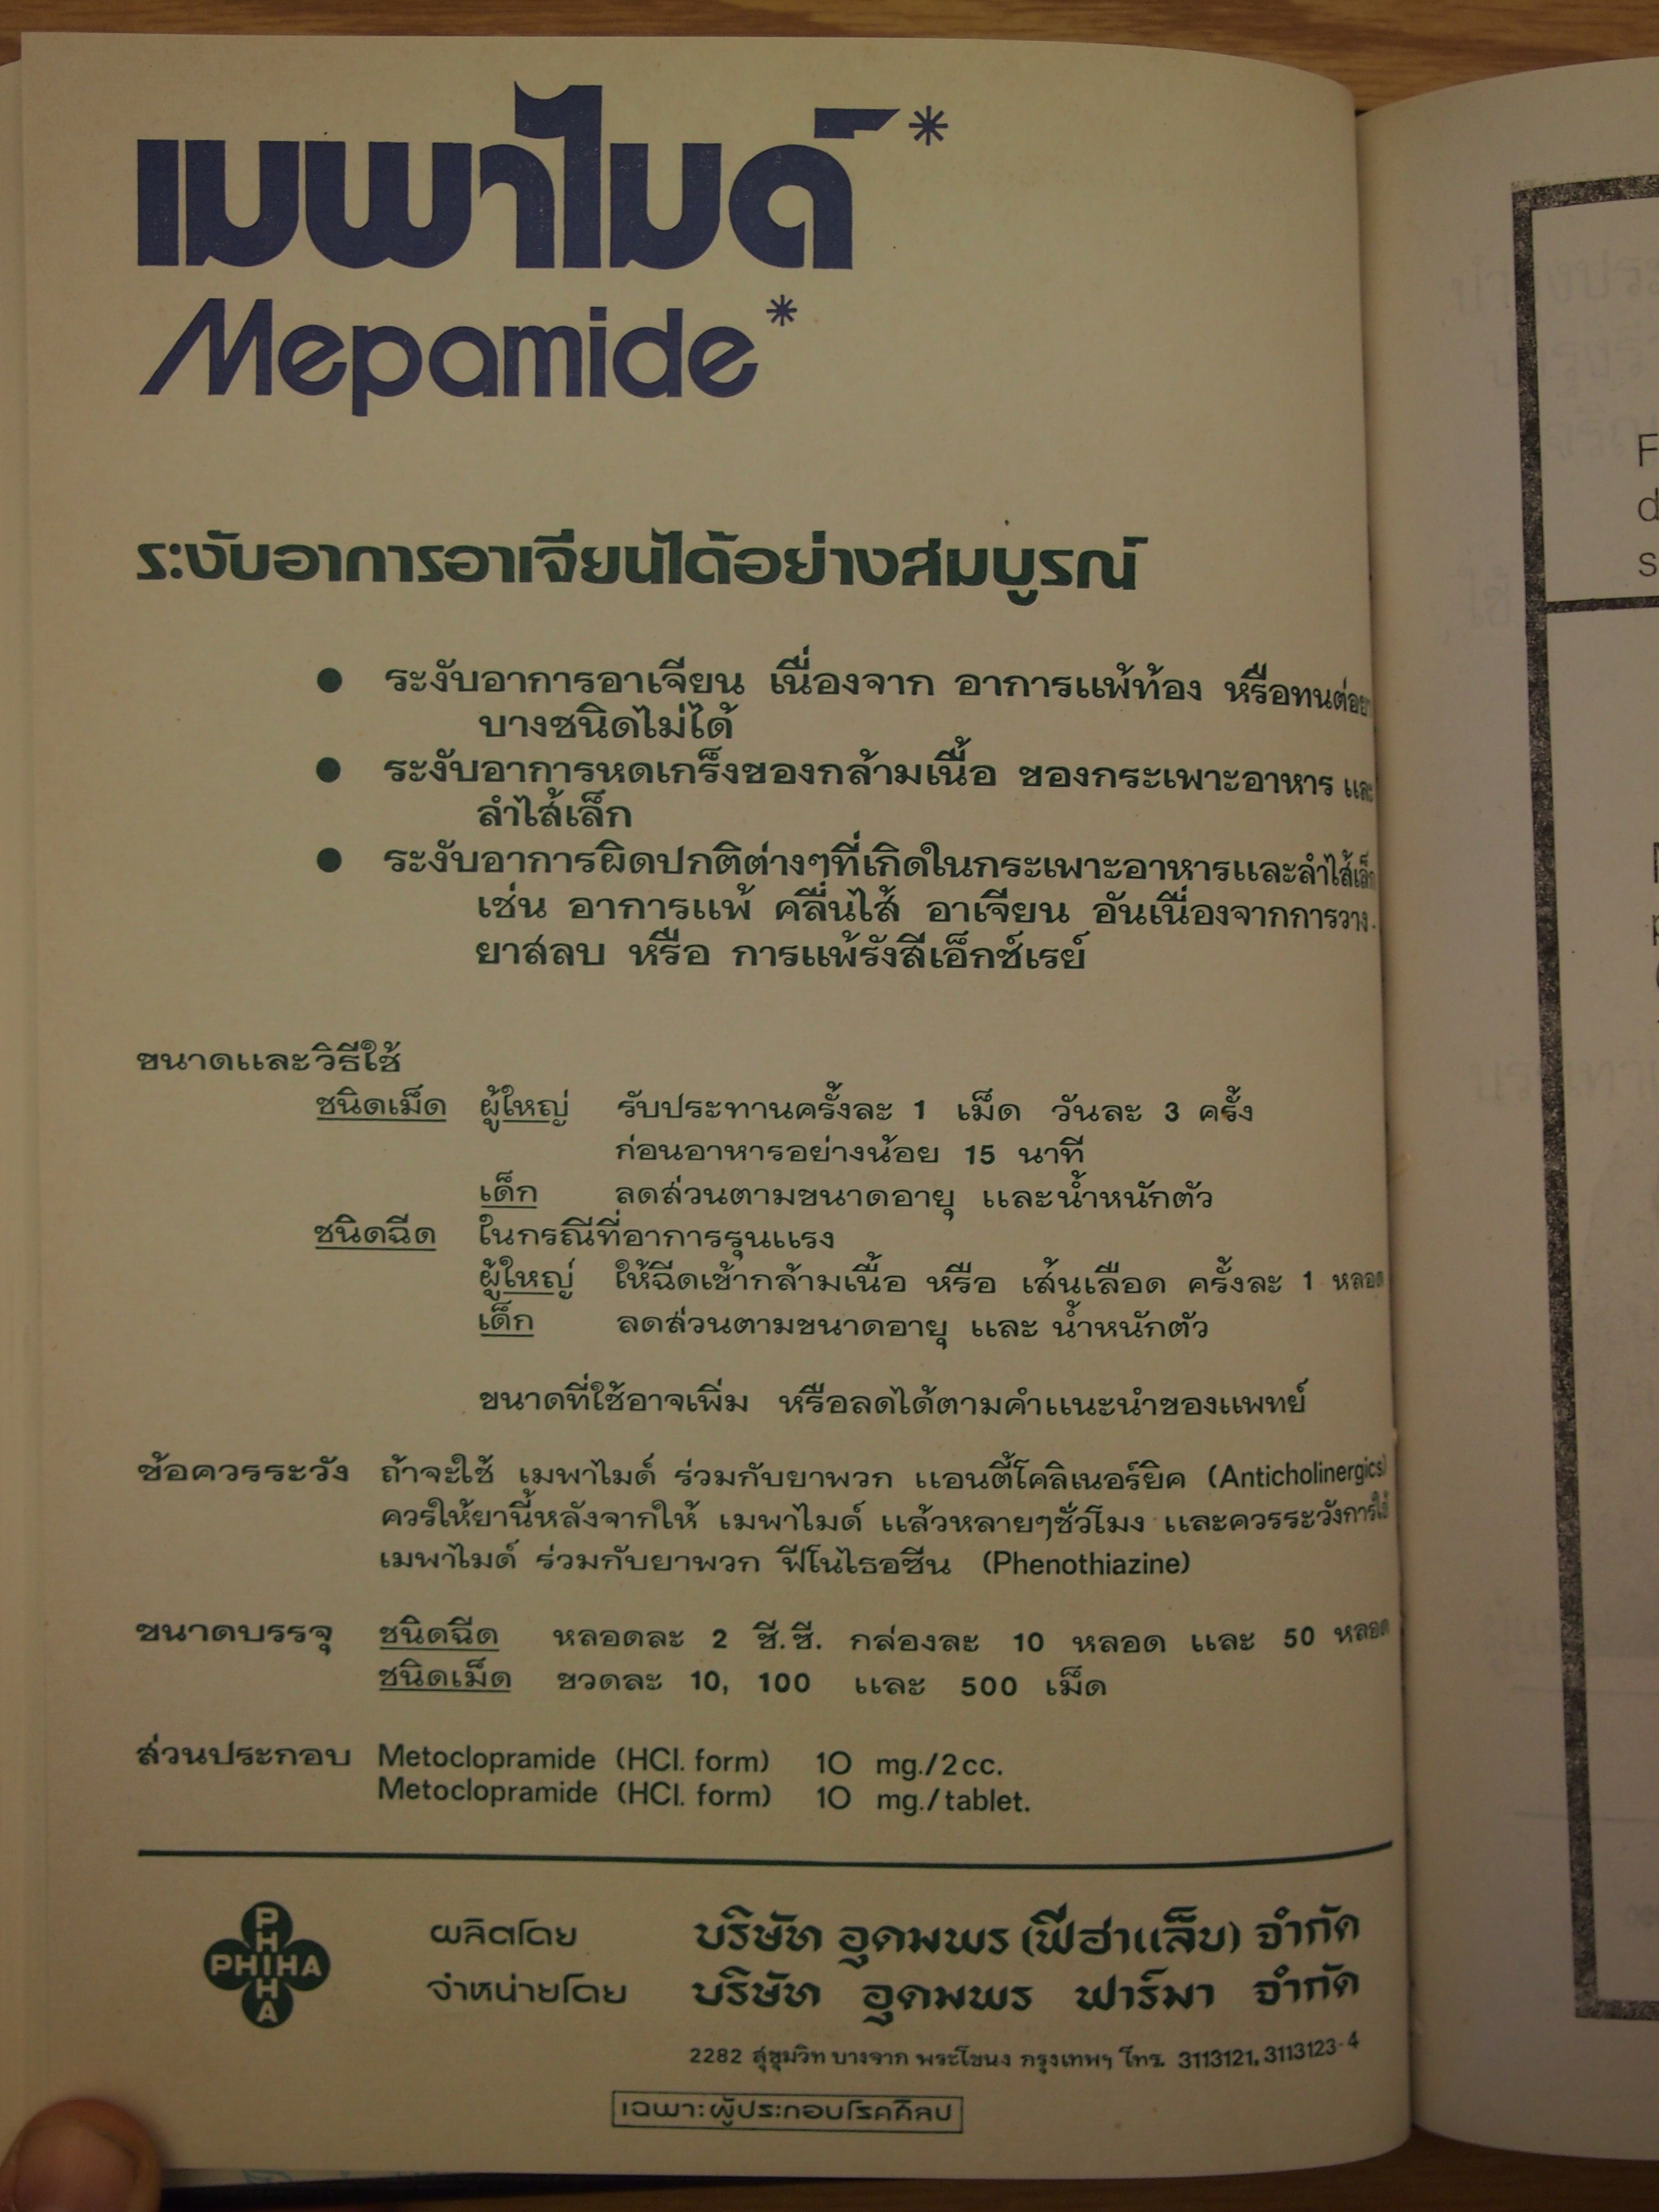 เมพาไมด์*
Mepamide*
ระงับอาการอาเจียนได้อย่างสมบูรณ์
● ระงับอาการอาเจียน เนื่องจาก อาการแพ้ท้อง หรือทนต่อยา
บางชนิดไม่ได้
● ระงับอาการหดเกร็งของกล้ามเนื้อ ของกระเพาะอาหาร และ
ลำไส้เล็ก
● ระงับอาการผิดปกติต่างๆที่เกิดในกระเพาะอาหารและลำไส้เล็ก
เช่น อาการแพ้ คลื่นไส้ อาเจียน อันเนื่องจากการวาง
ยาสลบ หรือ การแพ้รังสีเอ็กซ์เรย์
ขนาดและวิธีใช้
ชนิดเม็ด ผู้ใหญ่ รับประทานครั้งละ 1 เม็ด วันละ 3 ครั้ง
ก่อนอาหารอย่างน้อย 15 นาที
เด็ก ลดส่วนตามขนาดอายุ และน้ำหนักตัว
ชนิดฉีด ในกรณีที่อาการรุนแรง
ผู้ใหญ่ ให้ฉีดเข้ากล้ามเนื้อ หรือ เส้นเลือด ครั้งละ 1 หลอด
เด็ก ลดส่วนตามขนาดอายุ และ น้ำหนักตัว
ขนาดที่ใช้อาจเพิ่ม หรือลดได้ตามคำแนะนำของแพทย์
ข้อควรระวัง ถ้าจะใช้ เมพาไมด์ ร่วมกับยาพวก แอนตี้โคลิเนอร์ยิค (Anticholinergics)
ควรให้ยานี้หลังจากให้ เมพาไมด์ แล้วหลายๆชั่วโมง และควรระวังการใช้
เมพาไมด์ ร่วมกับยาพวก ฟีโนไธอซีน (Phenothiazine)
ขนาดบรรจุ ชนิดฉีด หลอดละ 2 ซี.ซี. กล่องละ 10 หลอด และ 50 หลอด
ชนิดเม็ด ขวดละ 10, 100 และ 500 เม็ด
ส่วนประกอบ Metoclopramide (HCl. form) 10 mg./2cc.
Metoclopramide (HCl. form) 10 mg./tablet.
PHIHA
PHIHA
ผลิตโดย บริษัท อุดมพร (ฟีฮ่าแล็บ) จำกัด
จำหน่ายโดย บริษัท อุดมพร ฟาร์มา จำกัด
2282 สุขุมวิท บางจาก พระโขนง กรุงเทพฯ โทร. 3113121, 3113123-4
เฉพาะผู้ประกอบโรคศิลป